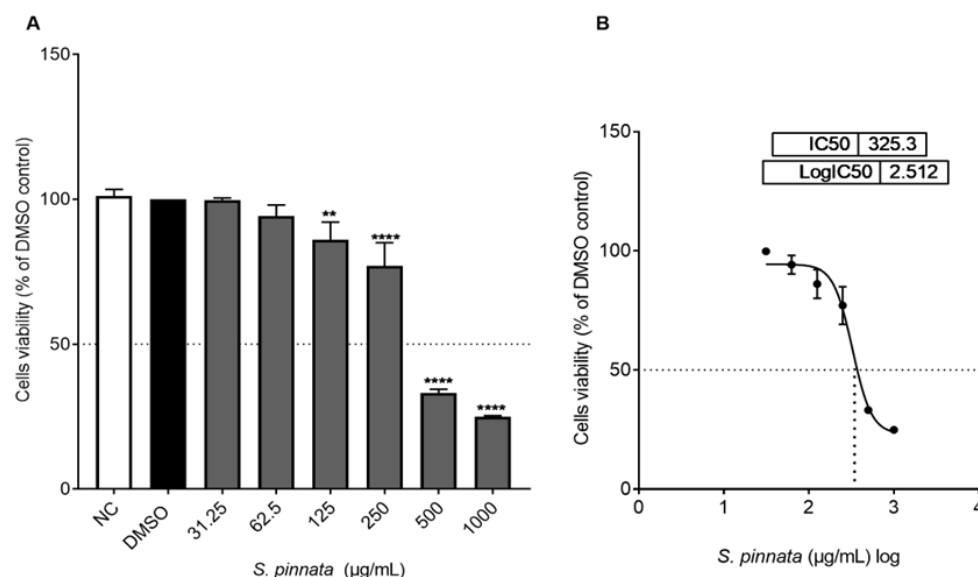 A
Cells viability (% of DMSO control)
150
100
50
0
**
****
****
****
NC
DMSO
31.25
62.5
125
250
500
1000
S. pinnata (µg/mL)
B
Cells viability (% of DMSO control)
150
100
50
0
IC50 325.3
LogIC50 2.512
0 1 2 3 4
S. pinnata (µg/mL) log